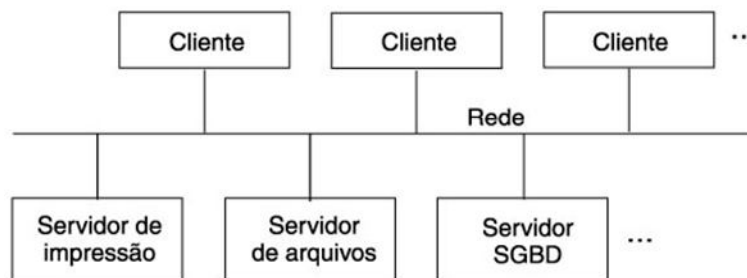 Cliente
Cliente
Cliente
...
Rede
Servidor de
impressão
Servidor
de arquivos
Servidor
SGBD
...